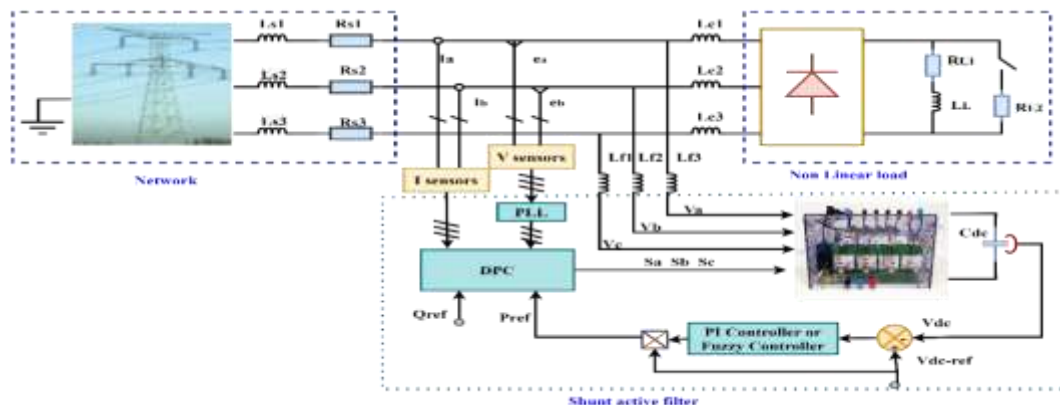 Ls1 Rs1 Lc1
Ia ea
Ls2 Rs2 Lc2 RL1
Ib eb LL RL2
Ls3 Rs3 Lc3
V sensors Lf1 Lf2 Lf3
Network I sensors Non Linear load
PLL Va
Vb Cdc
Vc
DPC Sa Sb Sc
Qref Pref
PI Controller or
Fuzzy Controller
Vdc
Vdc-ref
Shunt active filter